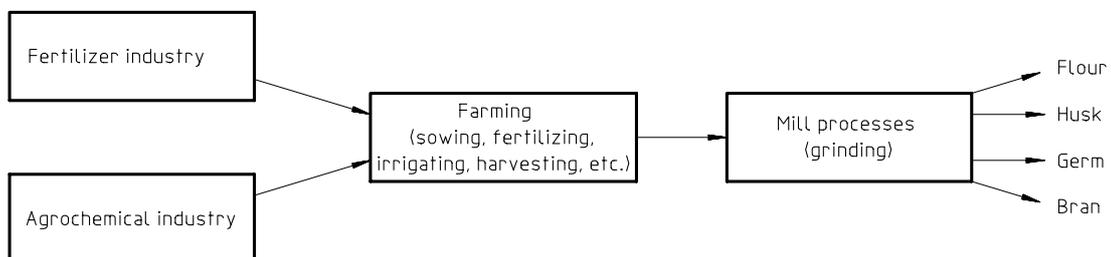 Fertilizer industry
Agrochemical industry
Farming
(sowing, fertilizing,
irrigating, harvesting, etc.)
Mill processes
(grinding)
Flour
Husk
Germ
Bran